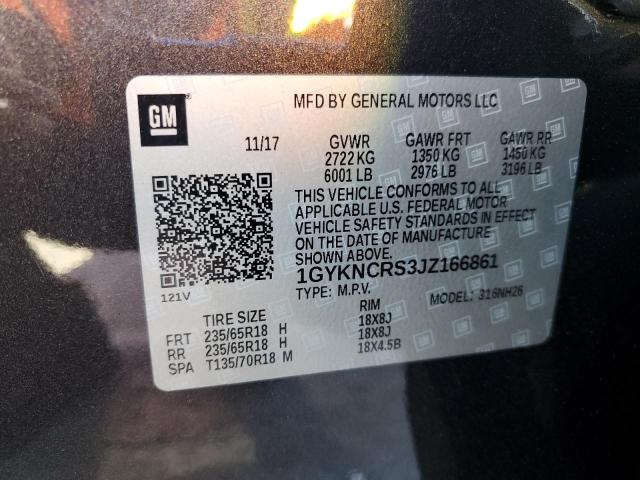 GM
MFD BY GENERAL MOTORS LLC
11/17 GVWR GAWR FRT GAWR RR
2722 KG 1350 KG 1450 KG
6001 LB 2976 LB 3196 LB
THIS VEHICLE CONFORMS TO ALL
APPLICABLE U.S. FEDERAL MOTOR
VEHICLE SAFETY STANDARDS IN EFFECT
ON THE DATE OF MANUFACTURE
SHOWN ABOVE.
1GYKNCRS3JZ166861
121V TYPE: M.P.V. MODEL: 316NH26
TIRE SIZE RIM
FRT 235/65R18 H 18X8J
RR 235/65R18 H 18X8J
SPA T135/70R18 M 18X4.5B